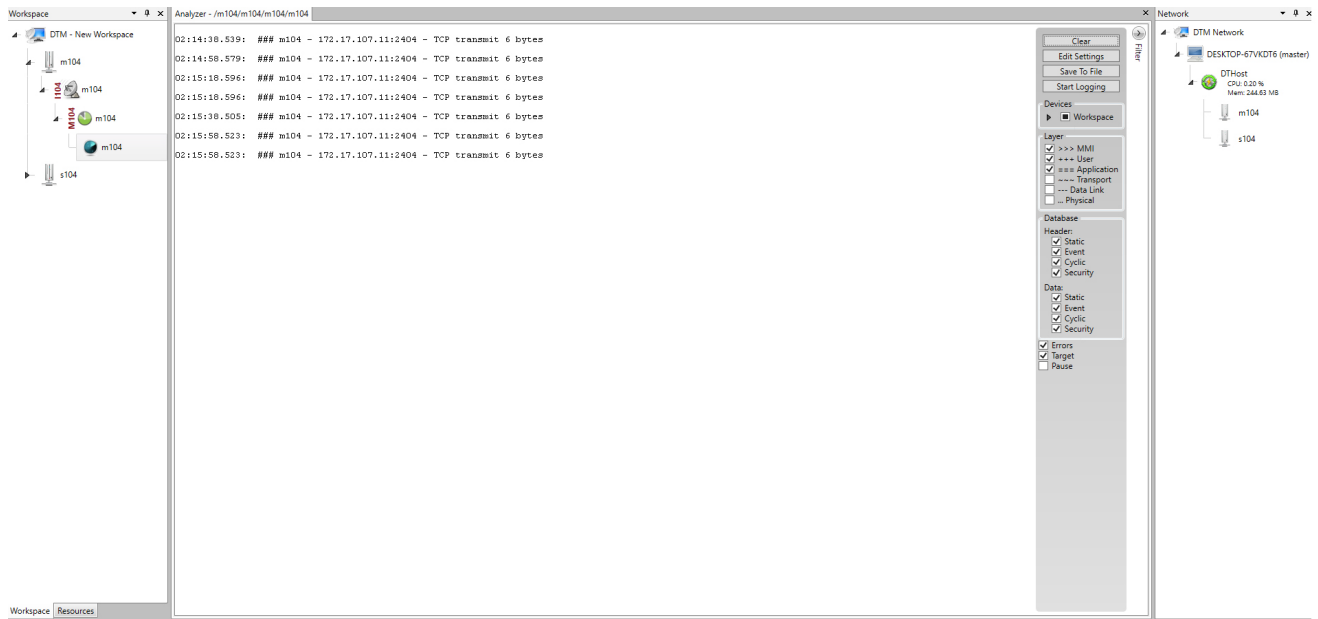 Workspace
DTM - New Workspace
m104
I104 m104
M104 m104
m104
s104
Workspace Resources
Analyzer - /m104/m104/m104/m104
02:14:38.539: ### m104 - 172.17.107.11:2404 - TCP transmit 6 bytes
02:14:58.579: ### m104 - 172.17.107.11:2404 - TCP transmit 6 bytes
02:15:18.596: ### m104 - 172.17.107.11:2404 - TCP transmit 6 bytes
02:15:18.596: ### m104 - 172.17.107.11:2404 - TCP transmit 6 bytes
02:15:38.505: ### m104 - 172.17.107.11:2404 - TCP transmit 6 bytes
02:15:58.523: ### m104 - 172.17.107.11:2404 - TCP transmit 6 bytes
02:15:58.523: ### m104 - 172.17.107.11:2404 - TCP transmit 6 bytes
Clear
Edit Settings
Save To File
Start Logging
Devices
Workspace
Layer
>>> MMI
+++ User
=== Application
~~~ Transport
--- Data Link
... Physical
Database
Header:
Static
Event
Cyclic
Security
Data:
Static
Event
Cyclic
Security
Errors
Target
Pause
Filter
Network
DTM Network
DESKTOP-67VKDT6 (master)
DTHost
CPU: 0.20 %
Mem: 244.63 MB
m104
s104